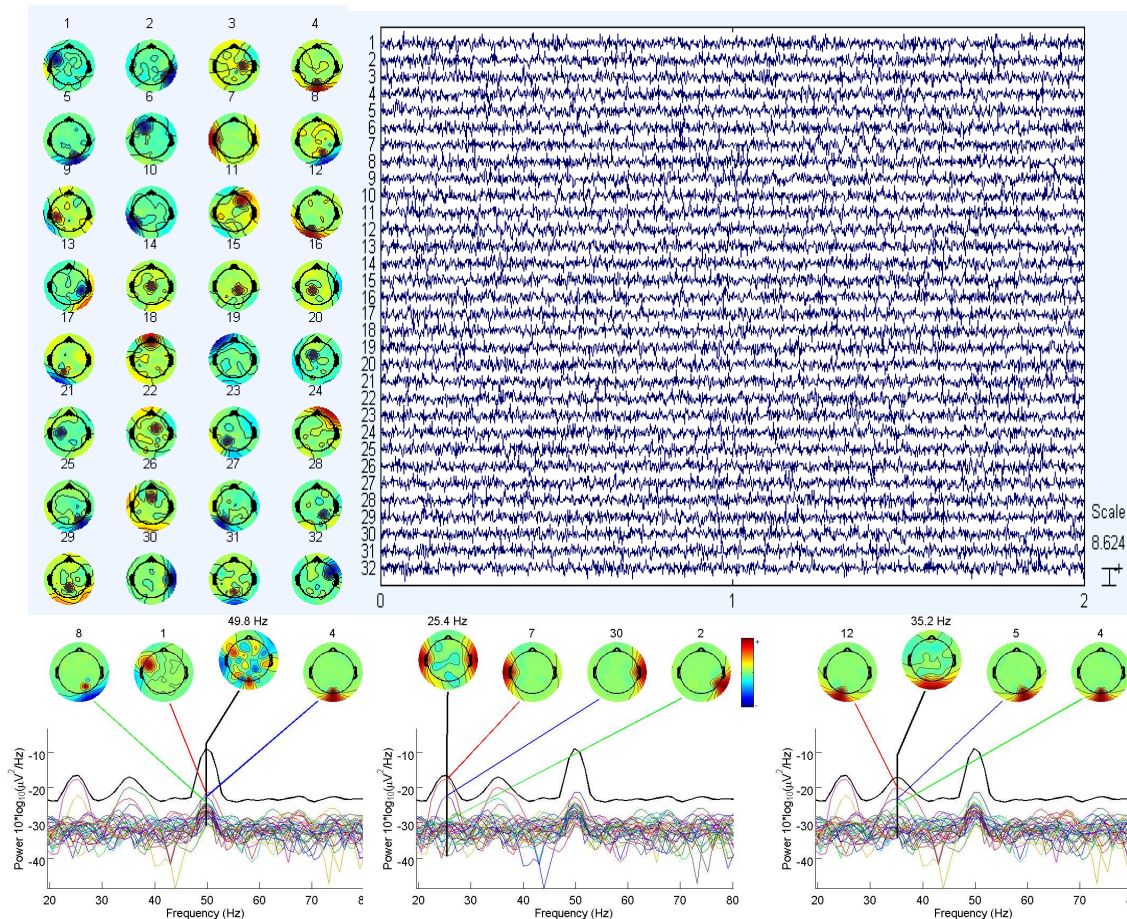 1 2 3 4
5 6 7 8
9 10 11 12
13 14 15 16
17 18 19 20
21 22 23 24
25 26 27 28
29 30 31 32
1
2
3
4
5
6
7
8
9
10
11
12
13
14
15
16
17
18
19
20
21
22
23
24
25
26
27
28
29
30
31
32
0 1 2
Scale
8.624
8 1 49.8 Hz 4
-10
-20
-30
-40
Power 10*log10(μV²/Hz)
20 30 40 50 60 70 80
Frequency (Hz)
25.4 Hz 7 30 2
+
-
-10
-20
-30
-40
Power 10*log10(μV²/Hz)
20 30 40 50 60 70 80
Frequency (Hz)
12 35.2 Hz 5 4
-10
-20
-30
-40
Power 10*log10(μV²/Hz)
20 30 40 50 60 70 8
Frequency (Hz)